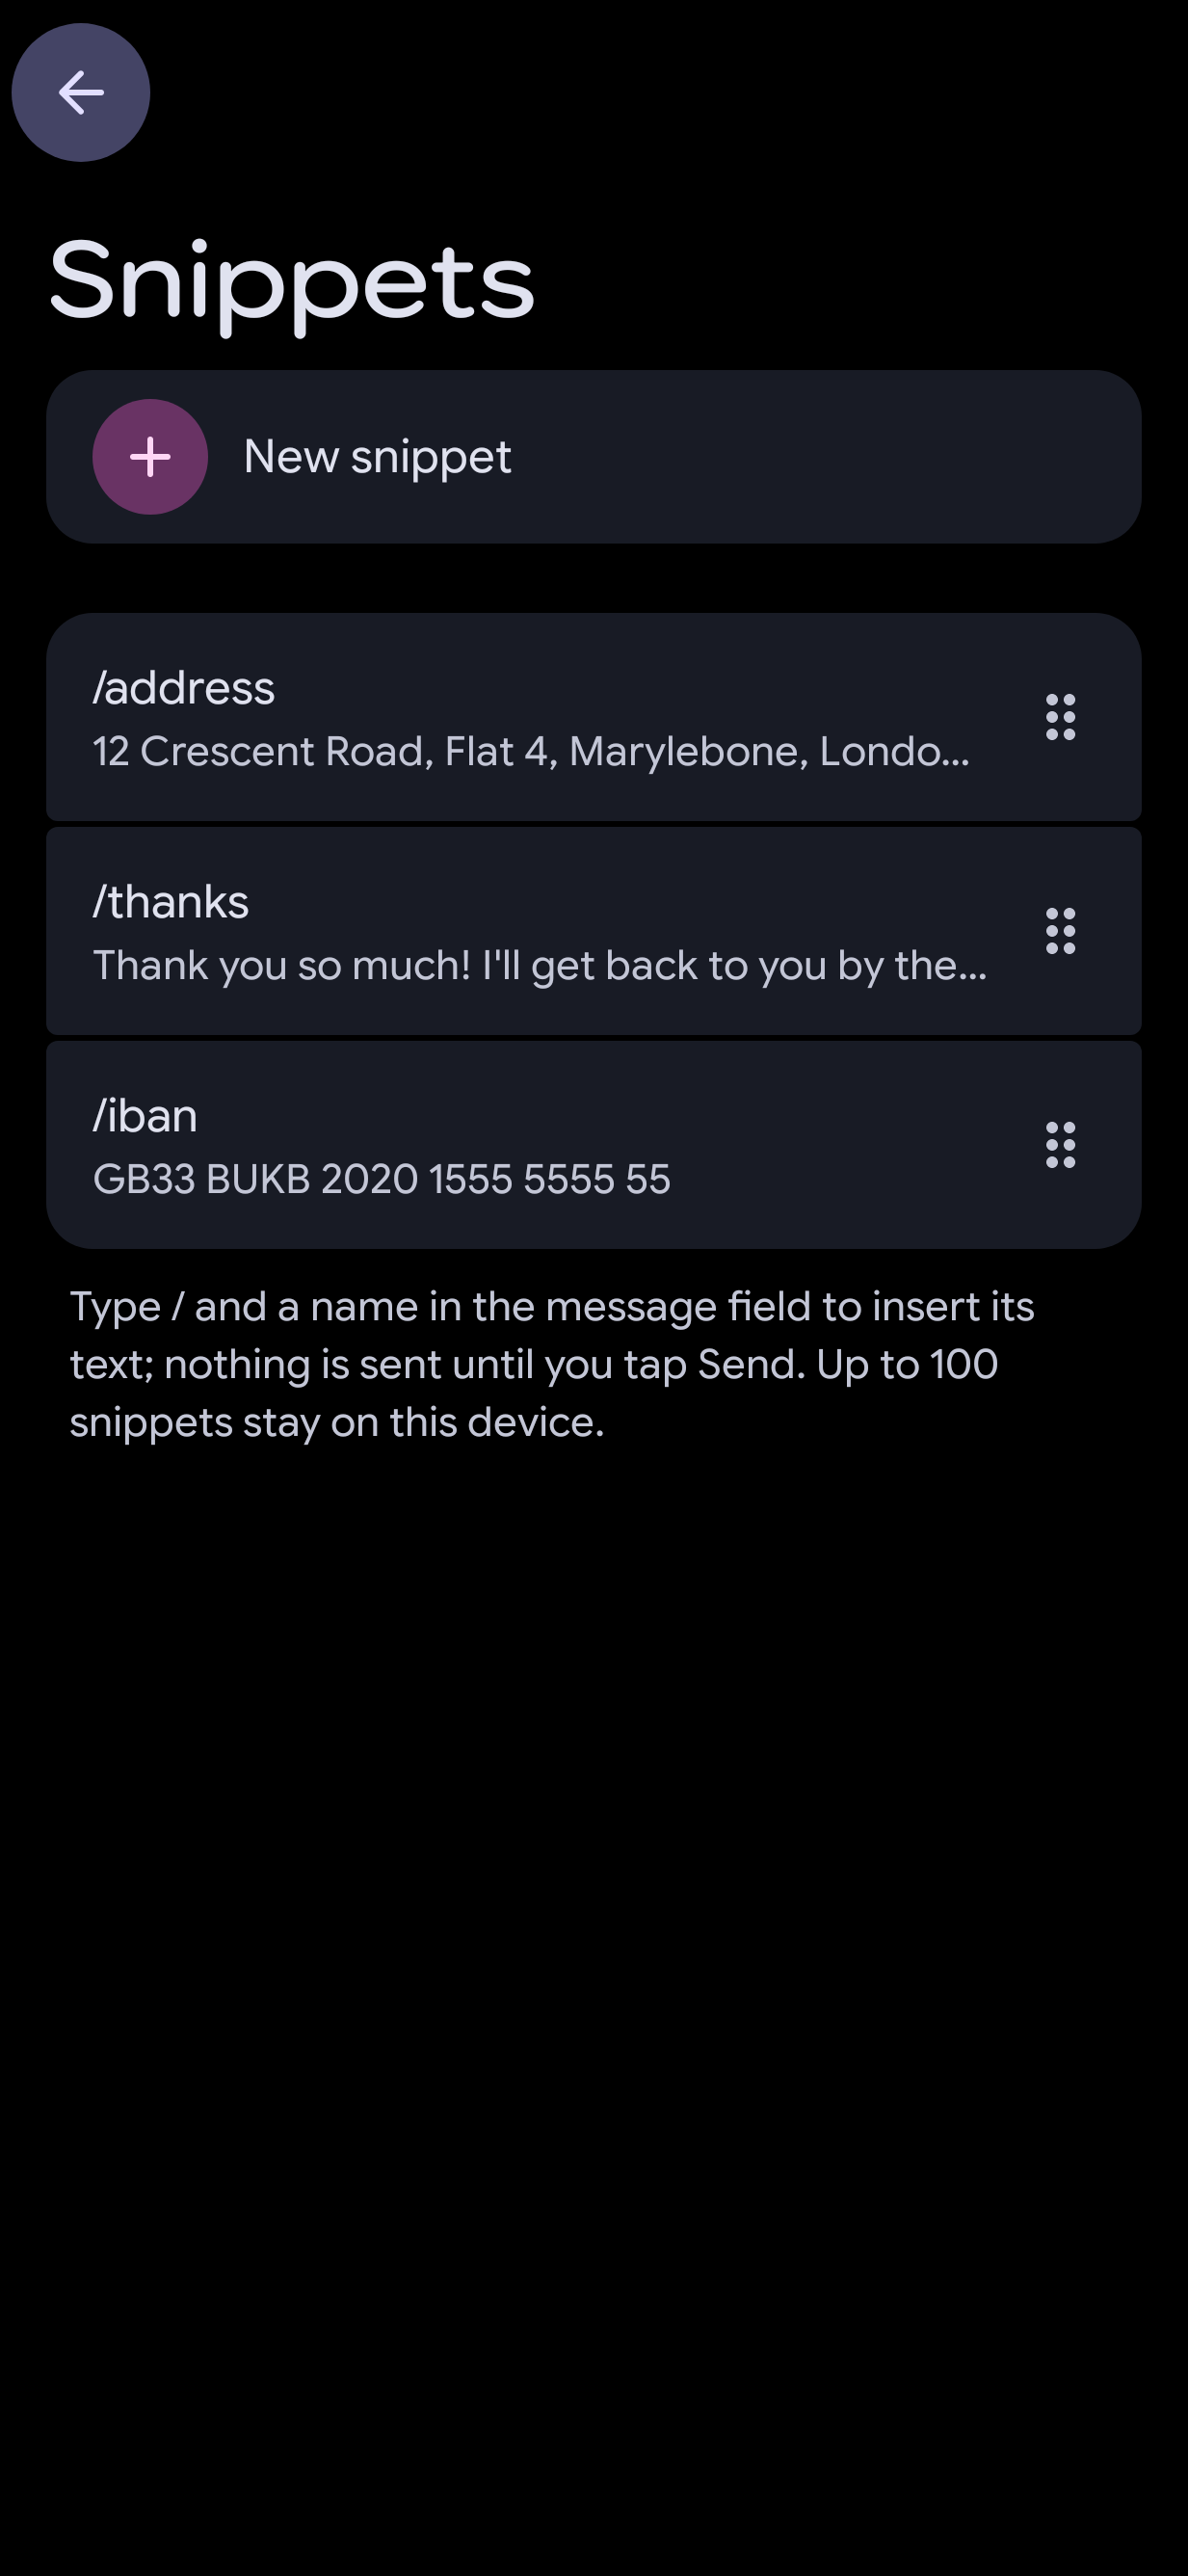 Snippets
New snippet
/address
12 Crescent Road, Flat 4, Marylebone, Londo...
/thanks
Thank you so much! I'll get back to you by the...
/iban
GB33 BUKB 2020 1555 5555 55
Type / and a name in the message field to insert its
text; nothing is sent until you tap Send. Up to 100
snippets stay on this device.